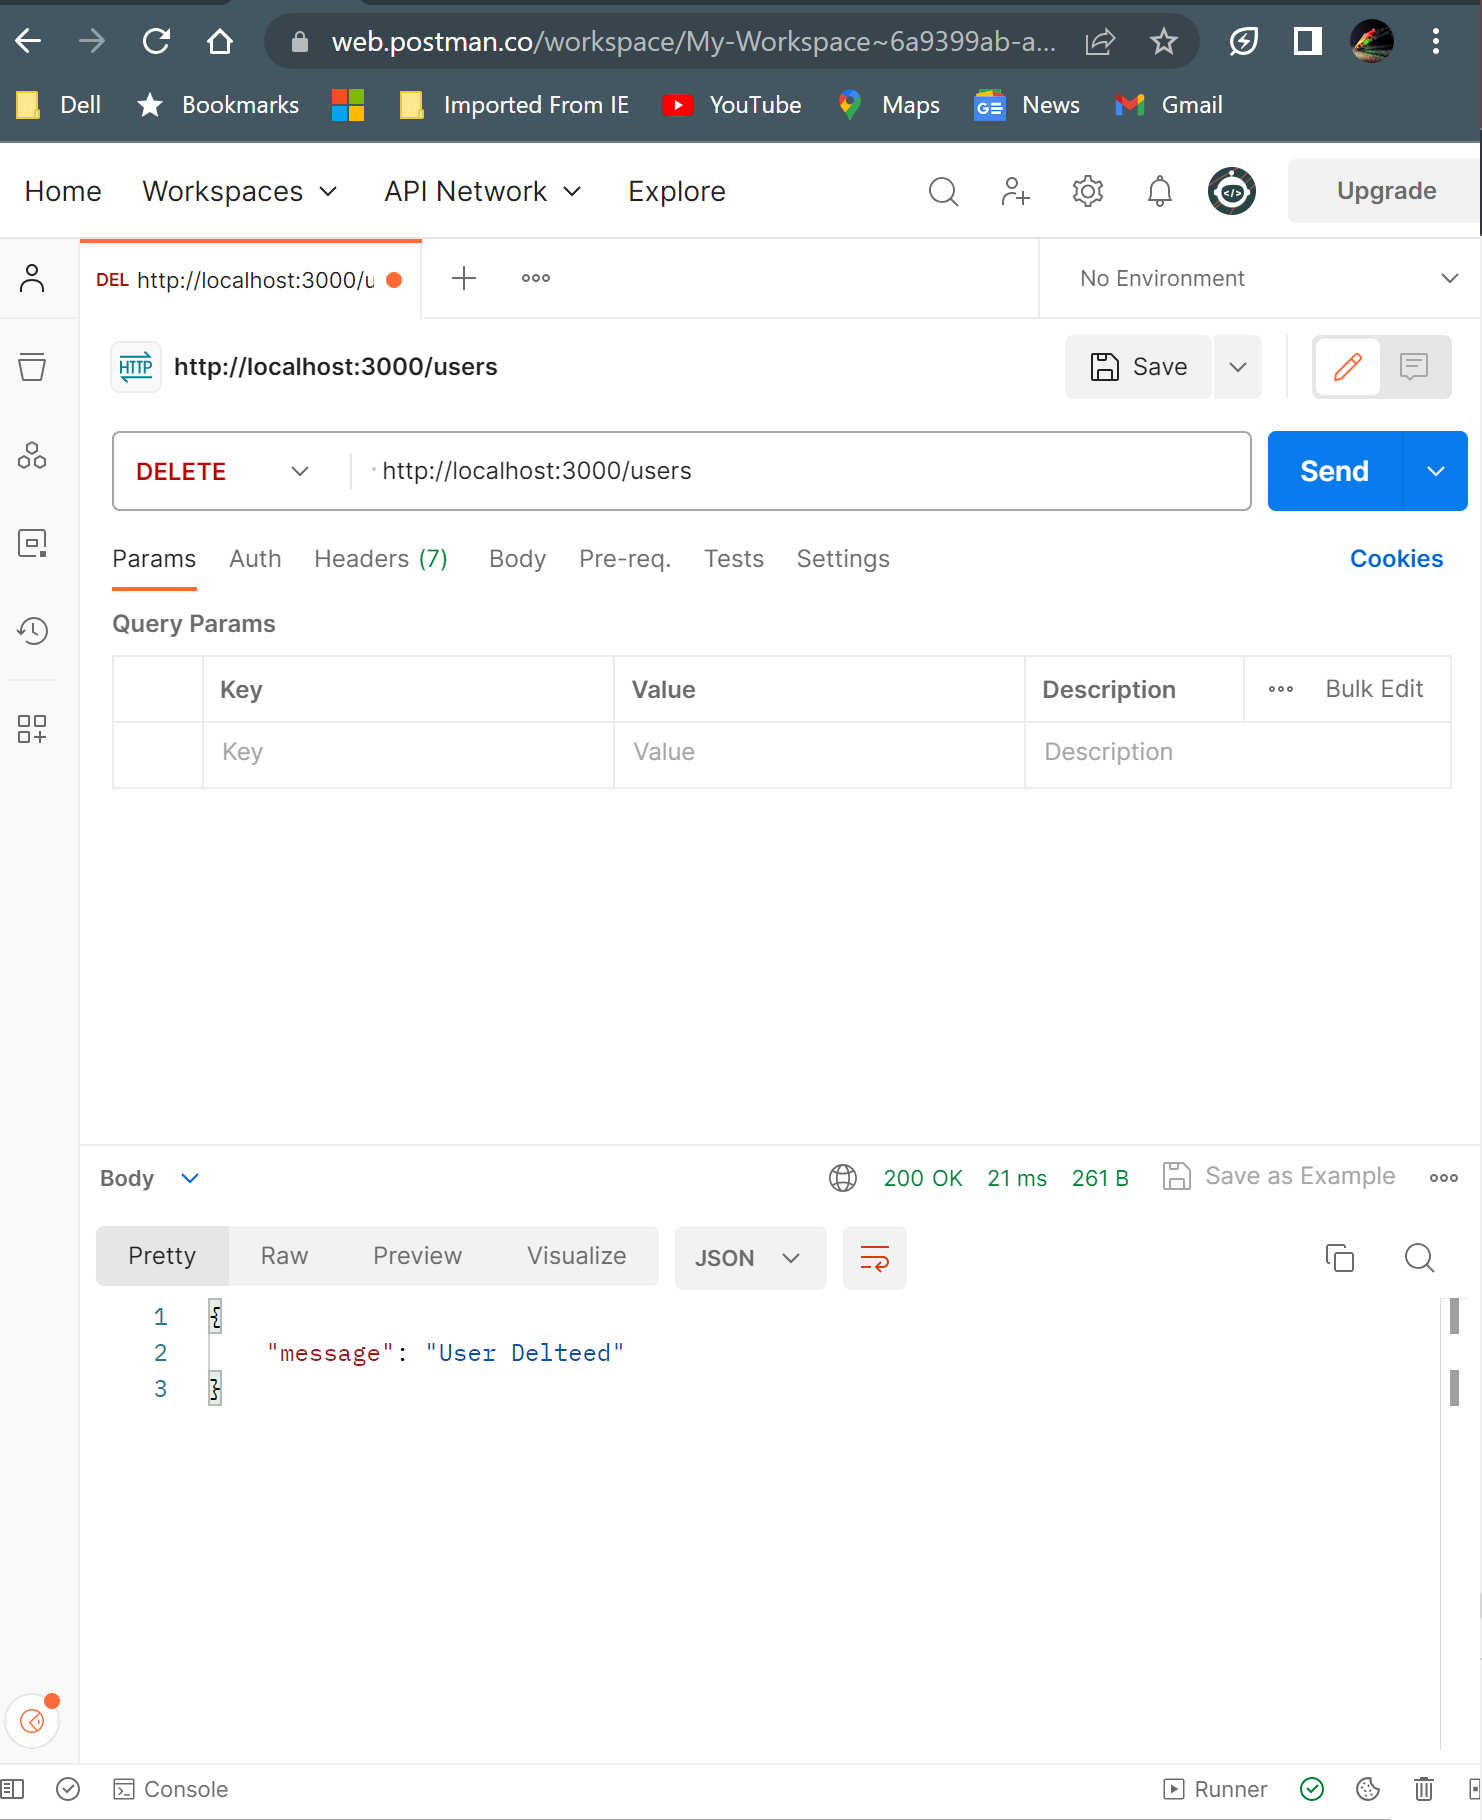 web.postman.co/workspace/My-Workspace~6a9399ab-a...
Dell Bookmarks Imported From IE YouTube Maps GE News Gmail
Home Workspaces API Network Explore </> Upgrade
DEL http://localhost:3000/u No Environment
HTTP http://localhost:3000/users Save
DELETE http://localhost:3000/users Send
Params Auth Headers (7) Body Pre-req. Tests Settings Cookies
Query Params
Key Value Description Bulk Edit
Key Value Description
Body 200 OK 21 ms 261 B Save as Example
Pretty Raw Preview Visualize JSON
1 {
2 "message": "User Delteed"
3 }
Console Runner